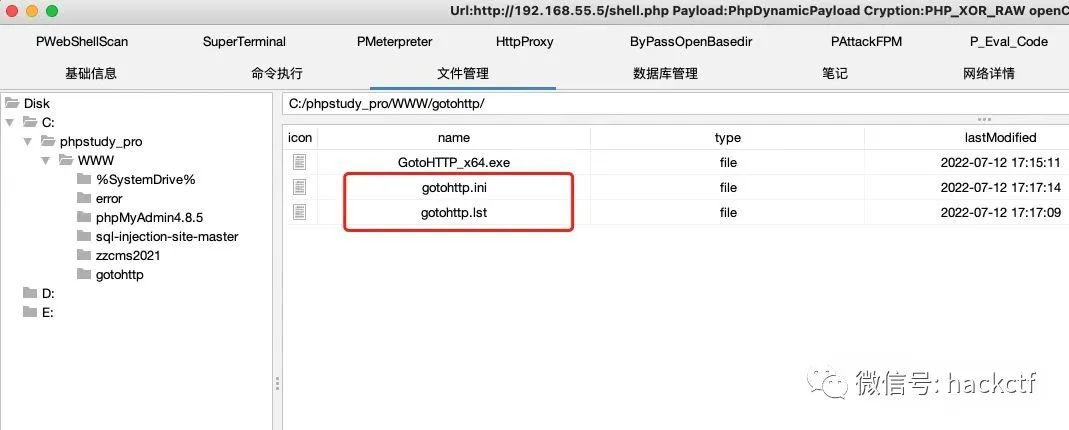 Url:http://192.168.55.5/shell.php Payload:PhpDynamicPayload Cryption:PHP_XOR_RAW openC
PWebShellScan SuperTerminal PMeterpreter HttpProxy ByPassOpenBasedir PAttackFPM P_Eval_Code
基础信息 命令执行 文件管理 数据库管理 笔记 网络详情
Disk
C:
phpstudy_pro
WWW
%SystemDrive%
error
phpMyAdmin4.8.5
sql-injection-site-master
zzcms2021
gotohttp
D:
E:
C:/phpstudy_pro/WWW/gotohttp/
icon name type lastModified
GotoHTTP_x64.exe file 2022-07-12 17:15:11
gotohttp.ini file 2022-07-12 17:17:14
gotohttp.lst file 2022-07-12 17:17:09
微信号: hackctf